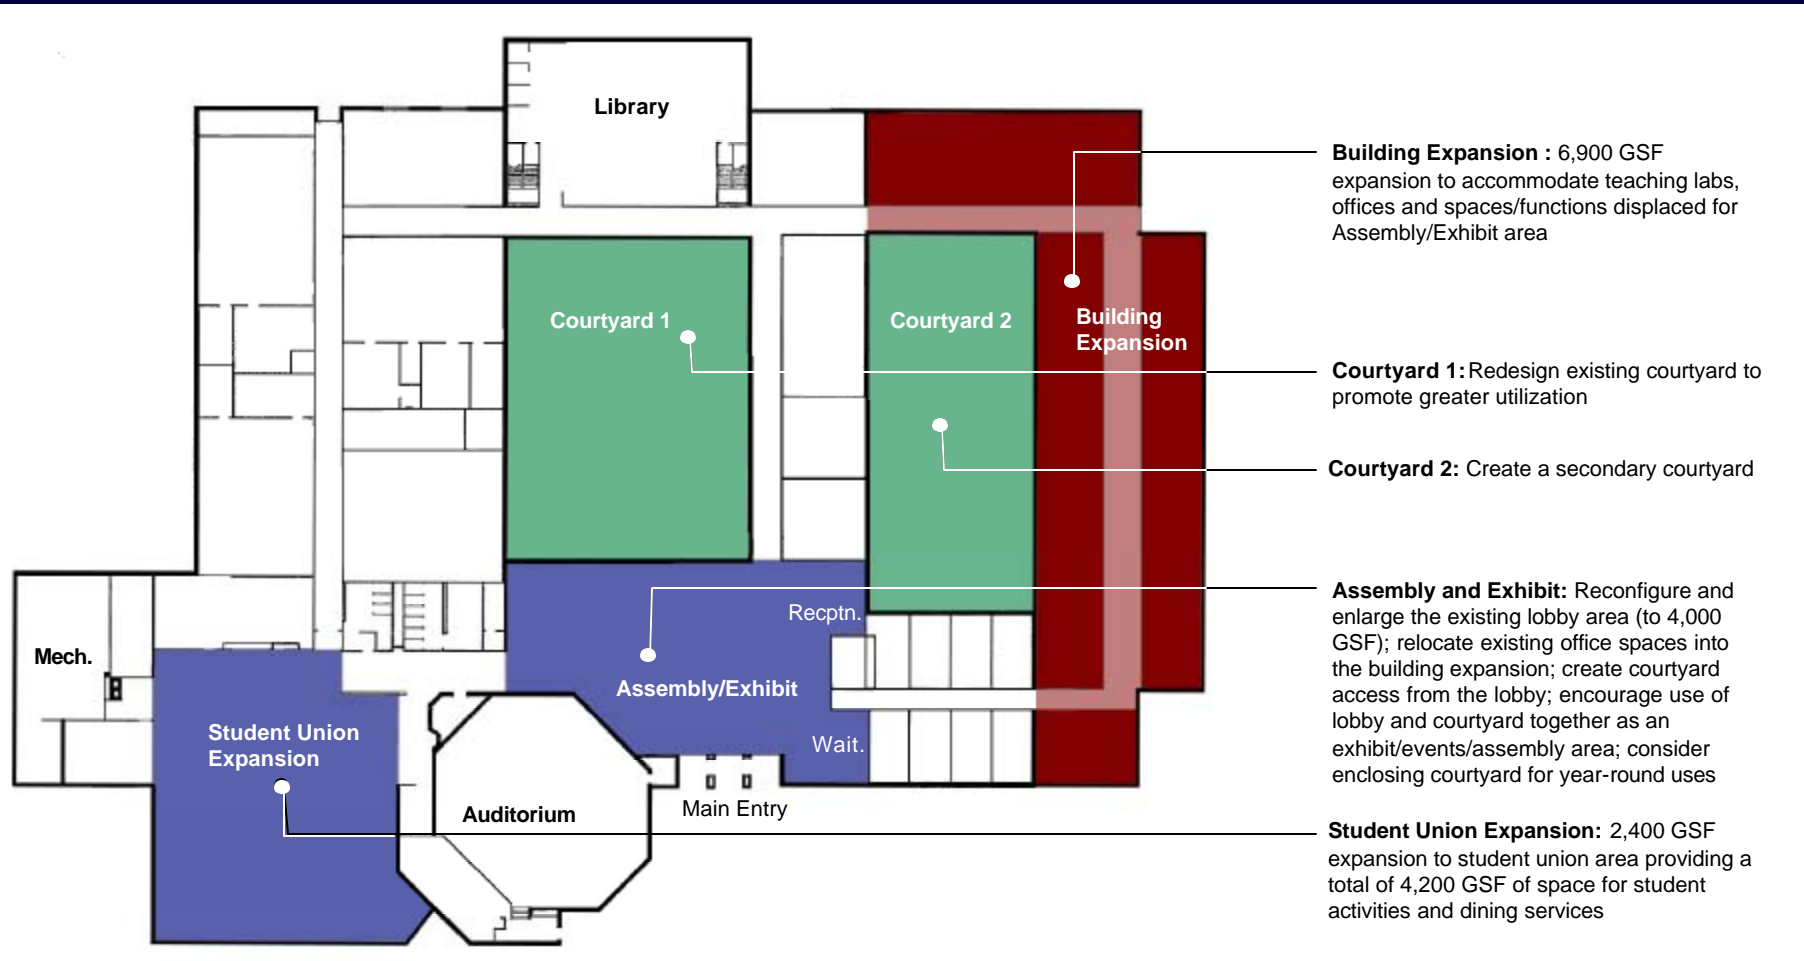 Library
Building Expansion : 6,900 GSF
expansion to accommodate teaching labs,
offices and spaces/functions displaced for
Assembly/Exhibit area
Courtyard 1
Courtyard 2
Building
Expansion
Courtyard 1: Redesign existing courtyard to
promote greater utilization
Courtyard 2: Create a secondary courtyard
Recptn.
Assembly and Exhibit: Reconfigure and
enlarge the existing lobby area (to 4,000
GSF); relocate existing office spaces into
the building expansion; create courtyard
access from the lobby; encourage use of
lobby and courtyard together as an
exhibit/events/assembly area; consider
enclosing courtyard for year-round uses
Mech.
Assembly/Exhibit
Student Union
Expansion
Wait.
Auditorium
Main Entry
Student Union Expansion: 2,400 GSF
expansion to student union area providing a
total of 4,200 GSF of space for student
activities and dining services